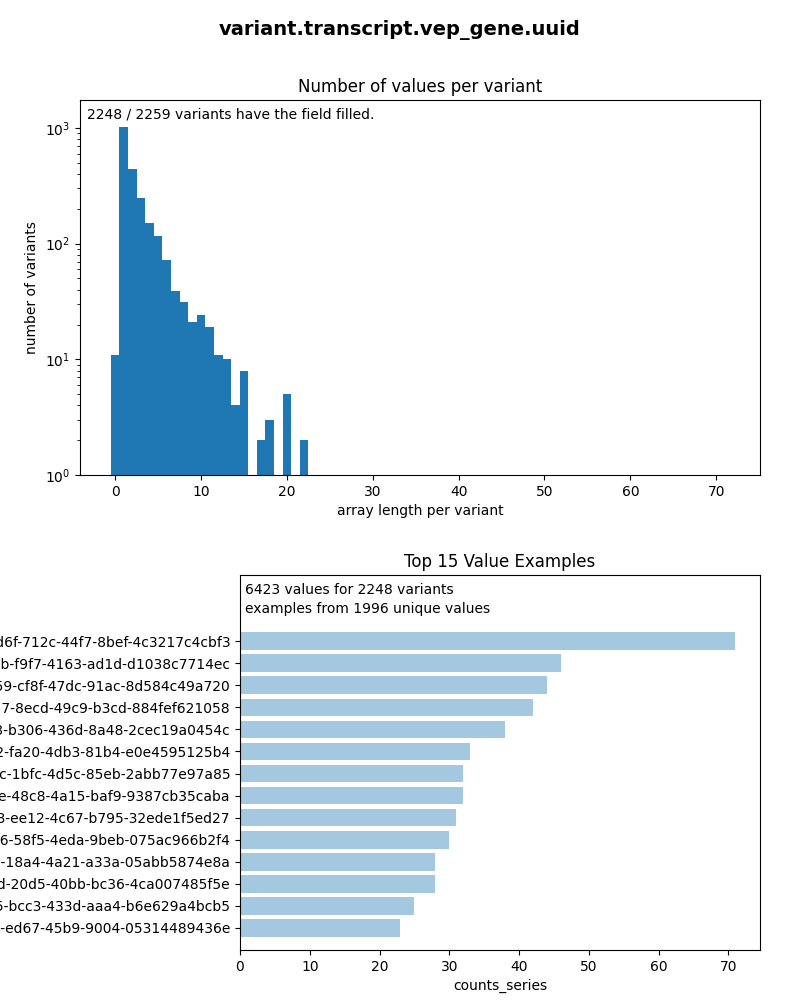 variant.transcript.vep_gene.uuid
Number of values per variant
2248 / 2259 variants have the field filled.
number of variants
10³
10²
10¹
10⁰
0 10 20 30 40 50 60 70
array length per variant
Top 15 Value Examples
6423 values for 2248 variants
examples from 1996 unique values
d6f-712c-44f7-8bef-4c3217c4cbf3
b-f9f7-4163-ad1d-d1038c7714ec
59-cf8f-47dc-91ac-8d584c49a720
7-8ecd-49c9-b3cd-884fef621058
-b306-436d-8a48-2cec19a0454c
2-fa20-4db3-81b4-e0e4595125b4
c-1bfc-4d5c-85eb-2abb77e97a85
e-48c8-4a15-baf9-9387cb35caba
-ee12-4c67-b795-32ede1f5ed27
6-58f5-4eda-9beb-075ac966b2f4
-18a4-4a21-a33a-05abb5874e8a
d-20d5-40bb-bc36-4ca007485f5e
-bcc3-433d-aaa4-b6e629a4bcb5
-ed67-45b9-9004-05314489436e
0 10 20 30 40 50 60 70
counts_series